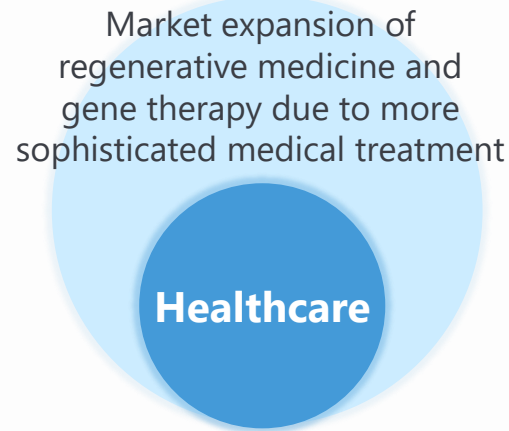 Market expansion of
regenerative medicine and
gene therapy due to more
sophisticated medical treatment
Healthcare